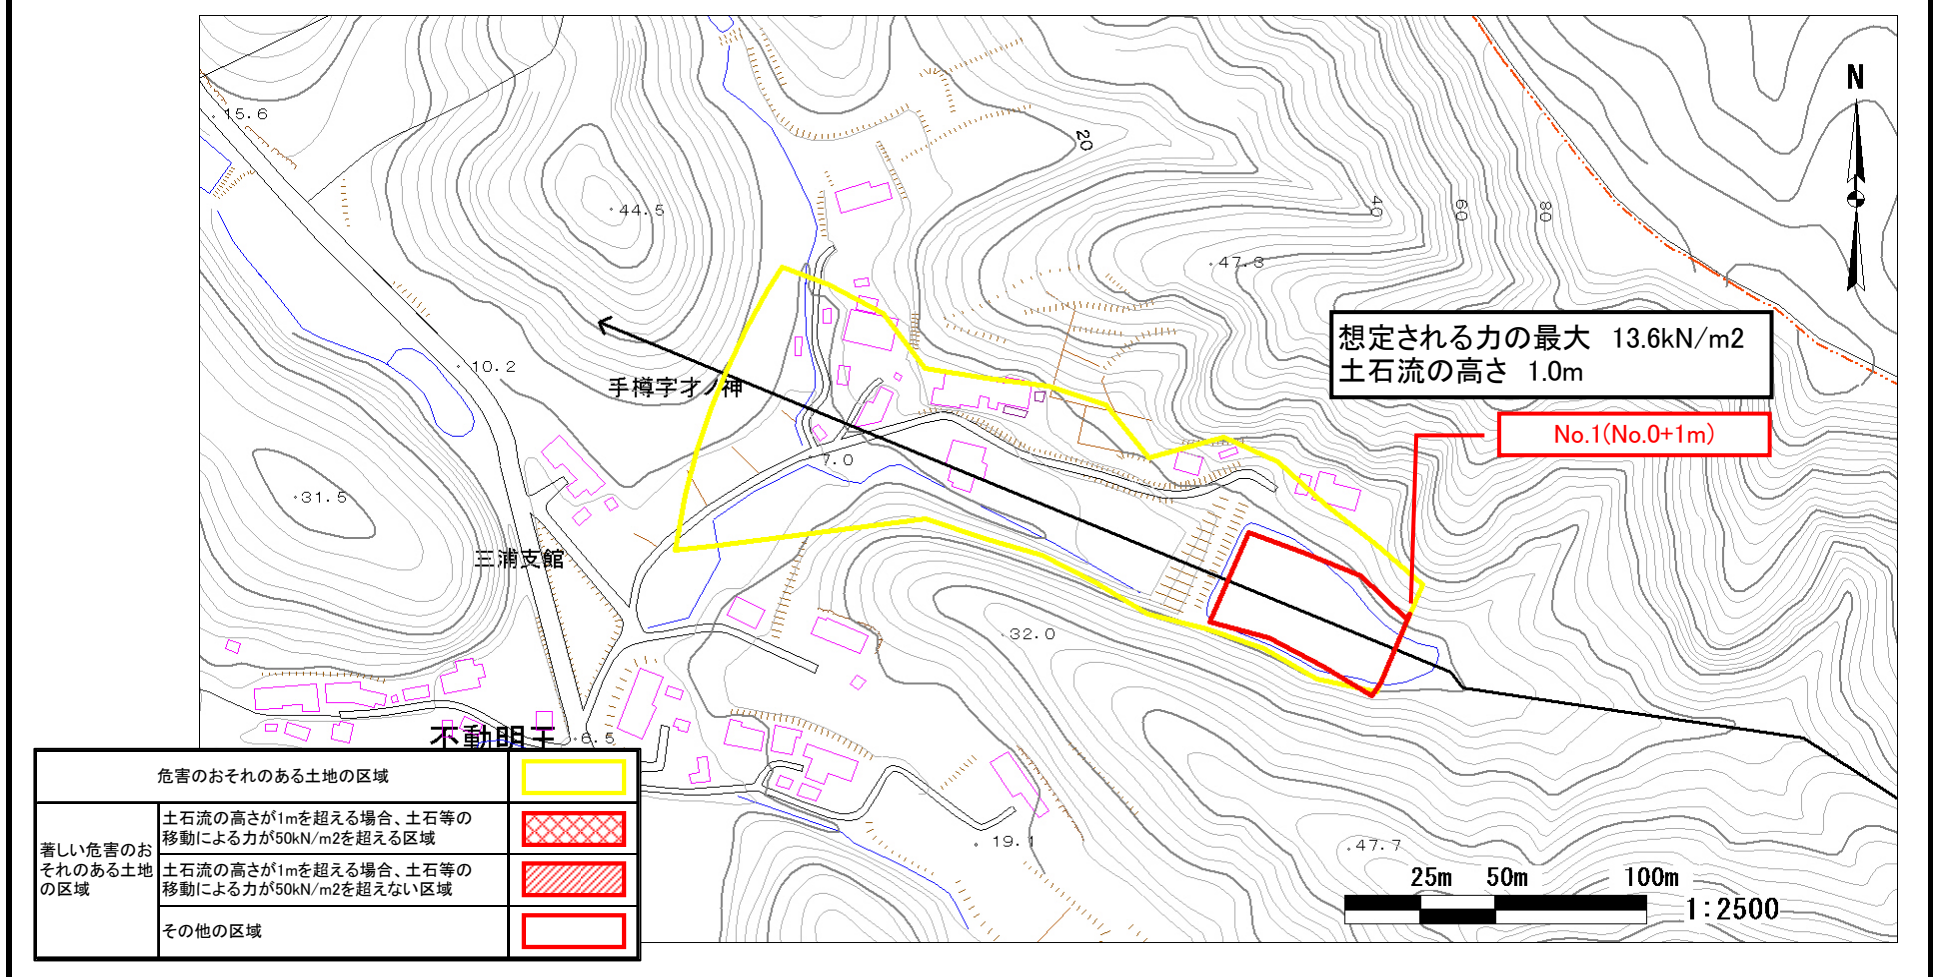 N
15.6
20
44.5
40
60
80
47.3
想定される力の最大 13.6kN/m2
土石流の高さ 1.0m
10.2
手樽字才ノ神
No.1(No.0+1m)
7.0
31.5
三浦支館
32.0
不動明王
6.5
19.1
47.7
危害のおそれのある土地の区域
著しい危害のお
それのある土地
の区域
土石流の高さが1mを超える場合、土石等の
移動による力が50kN/m2を超える区域
土石流の高さが1mを超える場合、土石等の
移動による力が50kN/m2を超えない区域
その他の区域
25m 50m 100m
1:2500